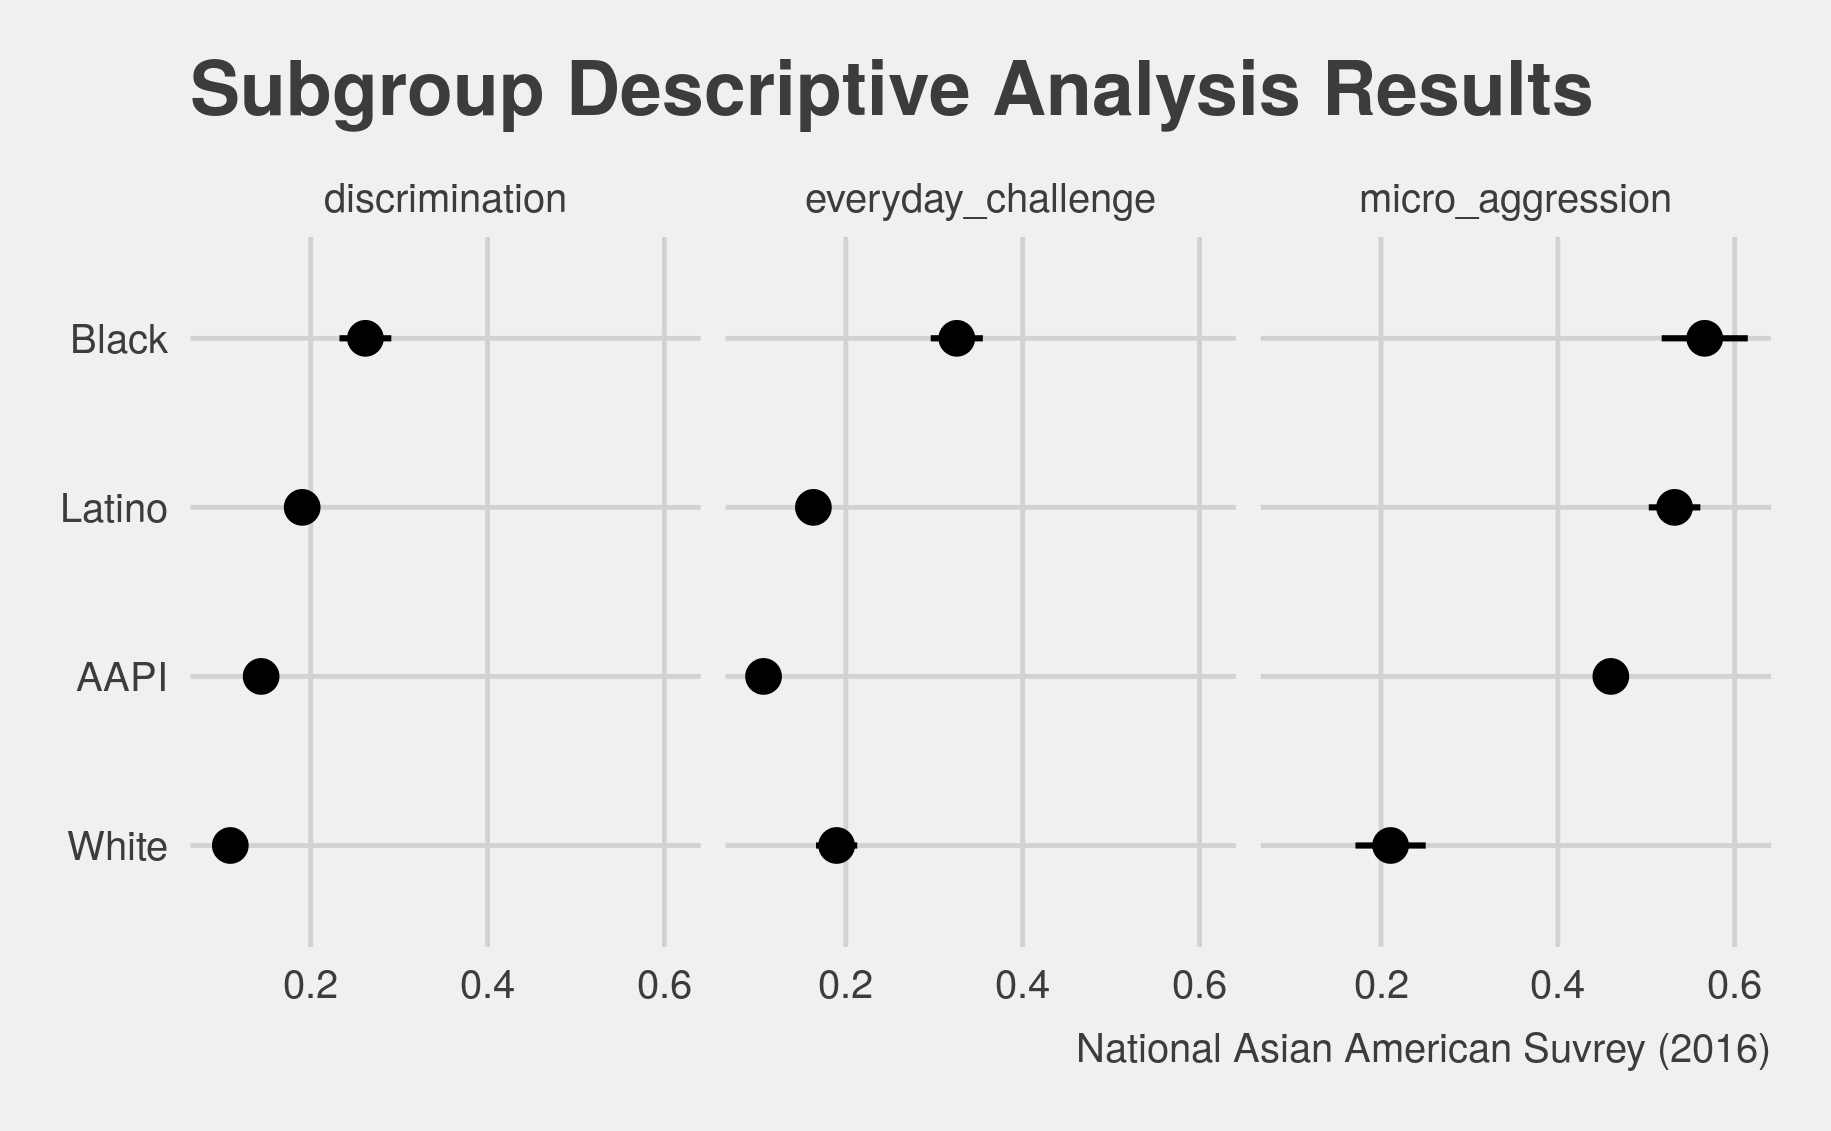 Subgroup Descriptive Analysis Results
discrimination everyday_challenge micro_aggression
Black
Latino
AAPI
White
0.2 0.4 0.6 0.2 0.4 0.6 0.2 0.4 0.6
National Asian American Suvrey (2016)